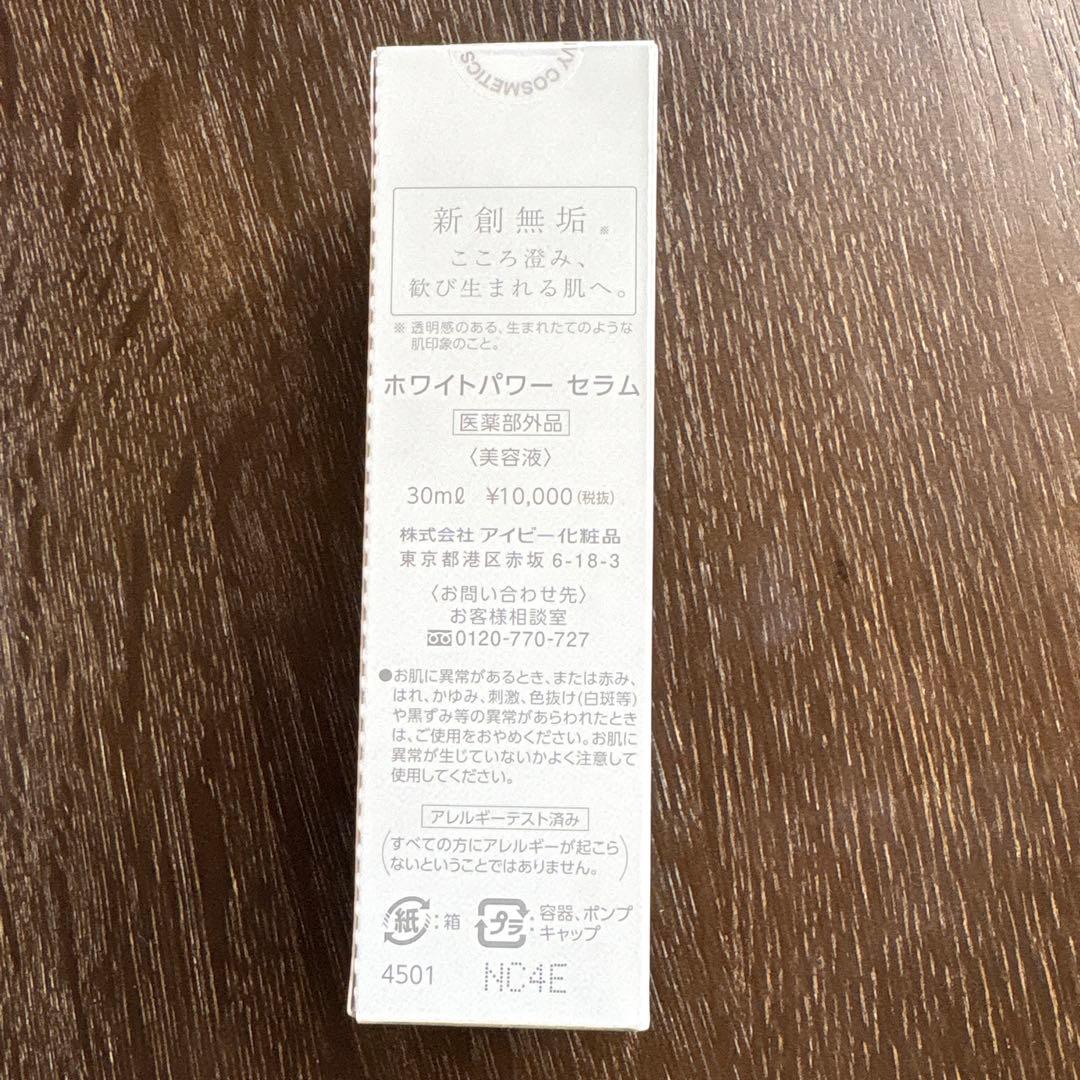 IVY COSMETICS
新創無垢※
こころ澄み、
歓び生まれる肌へ。
※ 透明感のある、生まれたてのような
肌印象のこと。
ホワイトパワー セラム
医薬部外品
〈美容液〉
30mℓ ¥10,000(税抜)
株式会社 アイビー化粧品
東京都港区赤坂 6-18-3
〈お問い合わせ先〉
お客様相談室
0120-770-727
●お肌に異常があるとき、または赤み、
はれ、かゆみ、刺激、色抜け(白斑等)
や黒ずみ等の異常があらわれたとき
は、ご使用をおやめください。お肌に
異常が生じていないかよく注意して
使用してください。
アレルギーテスト済み
(すべての方にアレルギーが起こら
ないということではありません。)
紙:箱 プラ:容器、ポンプ
キャップ
4501 NC4E